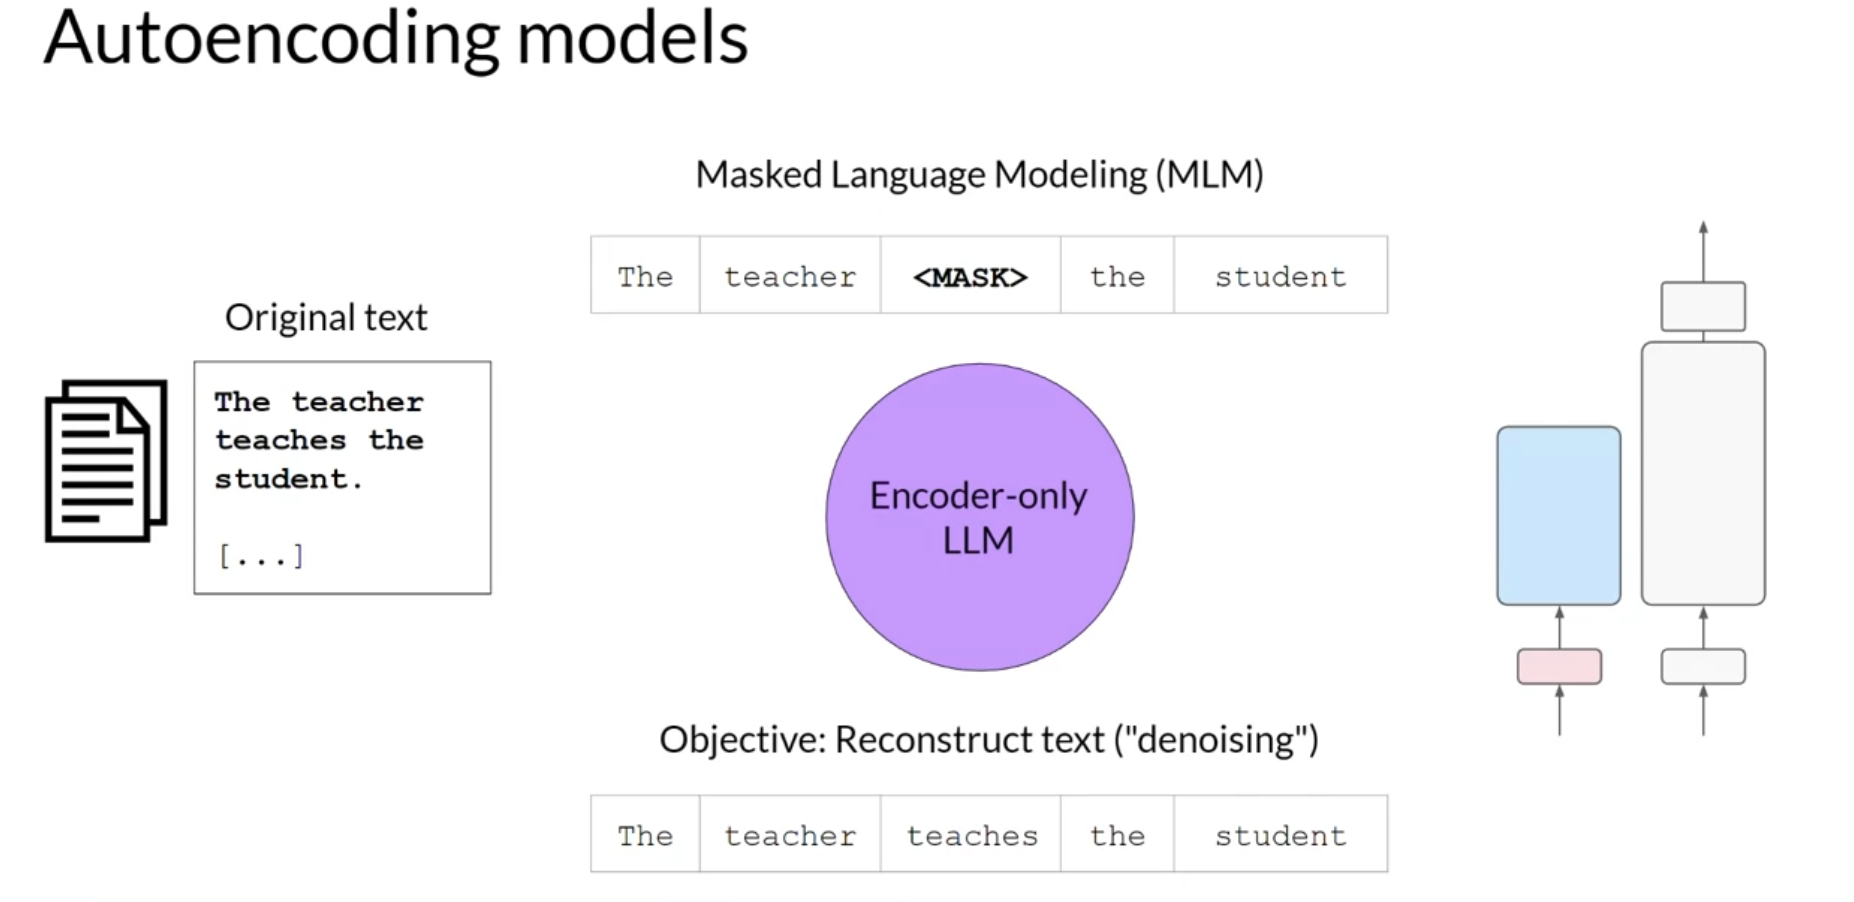 Autoencoding models
Masked Language Modeling (MLM)
The teacher <MASK> the student
Original text
The teacher
teaches the
student.
[...]
Encoder-only
LLM
Objective: Reconstruct text ("denoising")
The teacher teaches the student